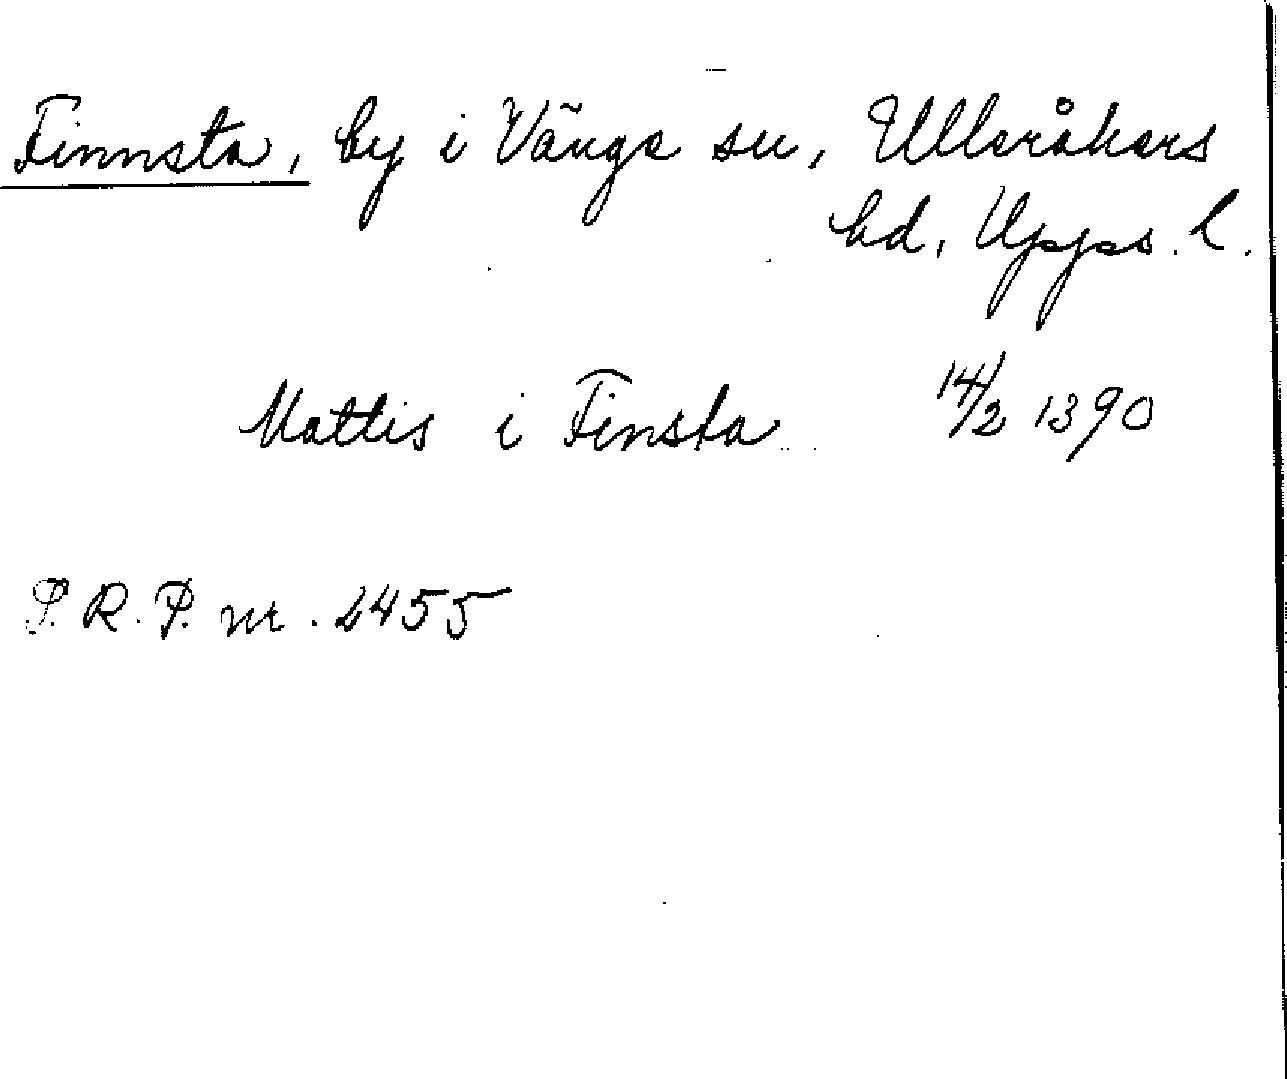 Finnsta, by i Vänge sn, Ulleråkers
hd, Upps. l.
Mattis i Finsta 14/2 1390
P. R. P. nr. 2455